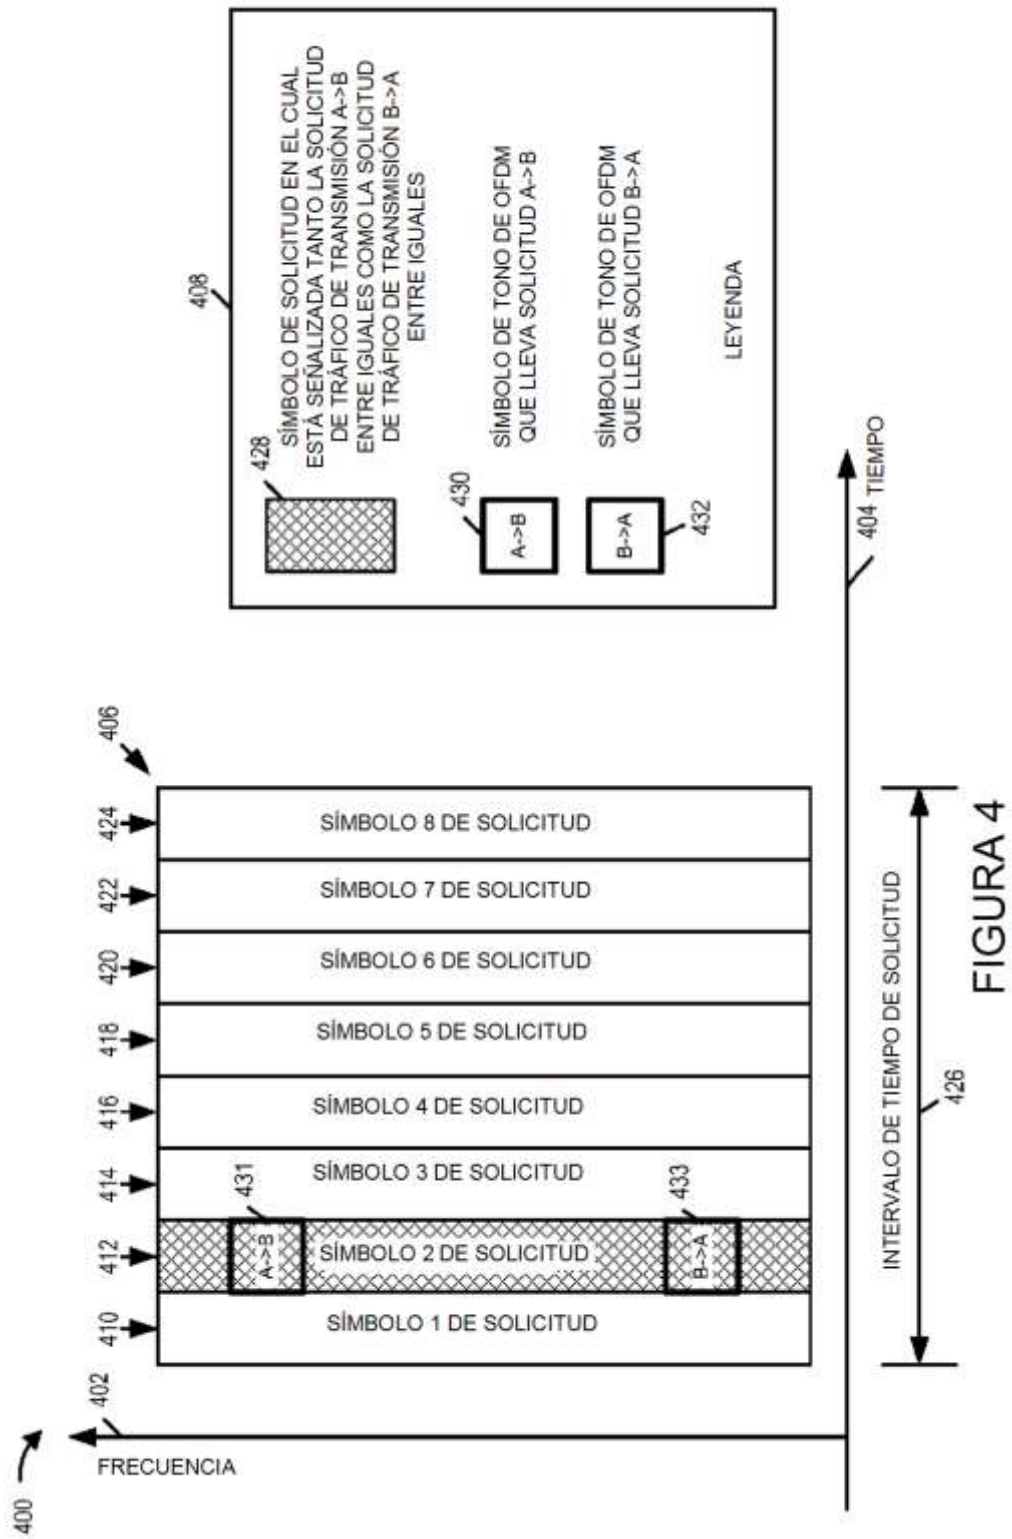 400
402
FRECUENCIA
410
412
414
416
418
420
422
424
406
SÍMBOLO 1 DE SOLICITUD
A->B
431
SÍMBOLO 2 DE SOLICITUD
B->A
433
SÍMBOLO 3 DE SOLICITUD
SÍMBOLO 4 DE SOLICITUD
SÍMBOLO 5 DE SOLICITUD
SÍMBOLO 6 DE SOLICITUD
SÍMBOLO 7 DE SOLICITUD
SÍMBOLO 8 DE SOLICITUD
INTERVALO DE TIEMPO DE SOLICITUD
426
404
TIEMPO
408
428
SÍMBOLO DE SOLICITUD EN EL CUAL
ESTÁ SEÑALIZADA TANTO LA SOLICITUD
DE TRÁFICO DE TRANSMISIÓN A->B
ENTRE IGUALES COMO LA SOLICITUD
DE TRÁFICO DE TRANSMISIÓN B->A
ENTRE IGUALES
430
A->B
SÍMBOLO DE TONO DE OFDM
QUE LLEVA SOLICITUD A->B
B->A
432
SÍMBOLO DE TONO DE OFDM
QUE LLEVA SOLICITUD B->A
LEYENDA
FIGURA 4